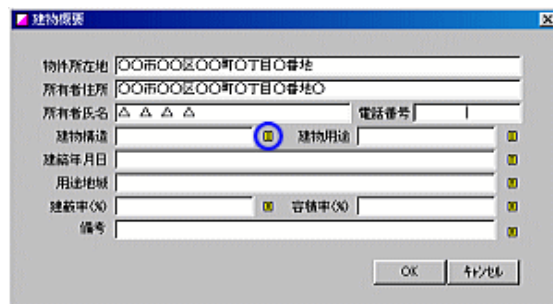 建物概要
物件所在地 〇〇市〇〇区〇〇町〇丁目〇番地
所有者住所 〇〇市〇〇区〇〇町〇丁目〇番地〇
所有者氏名 △ △ △ △ 電話番号
建物構造 建物用途
建築年月日
用途地域
建蔽率(%) 容積率(%)
備考
OK キャンセル